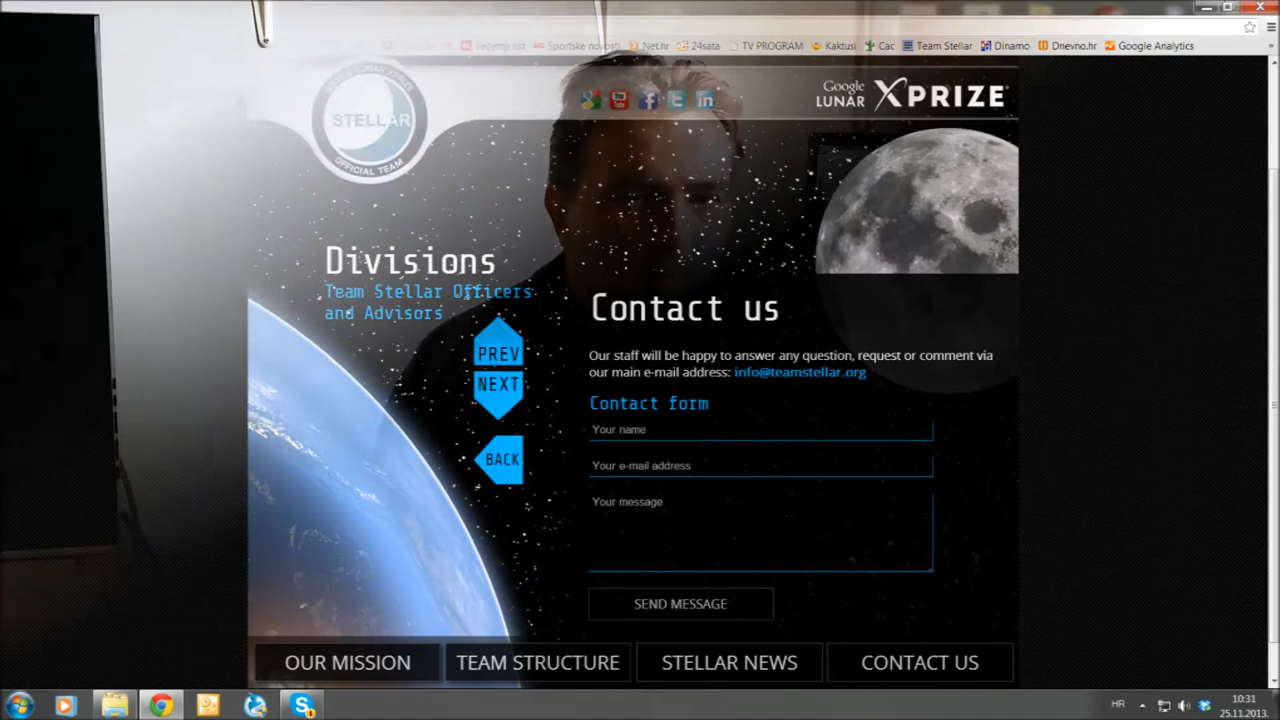 Večernji list Sportske novosti Net.hr 24sata TV PROGRAM Kaktusi Cac Team Stellar Dinamo Dnevno.hr Google Analytics
STELLAR
OFFICIAL TEAM
You
Tube
Google
LUNAR XPRIZE
Divisions
Team Stellar Officers
and Advisors
PREV
NEXT
BACK
Contact us
Our staff will be happy to answer any question, request or comment via
our main e-mail address: info@teamstellar.org
Contact form
Your name
Your e-mail address
Your message
SEND MESSAGE
OUR MISSION TEAM STRUCTURE STELLAR NEWS CONTACT US
HR 10:31
25.11.2013.